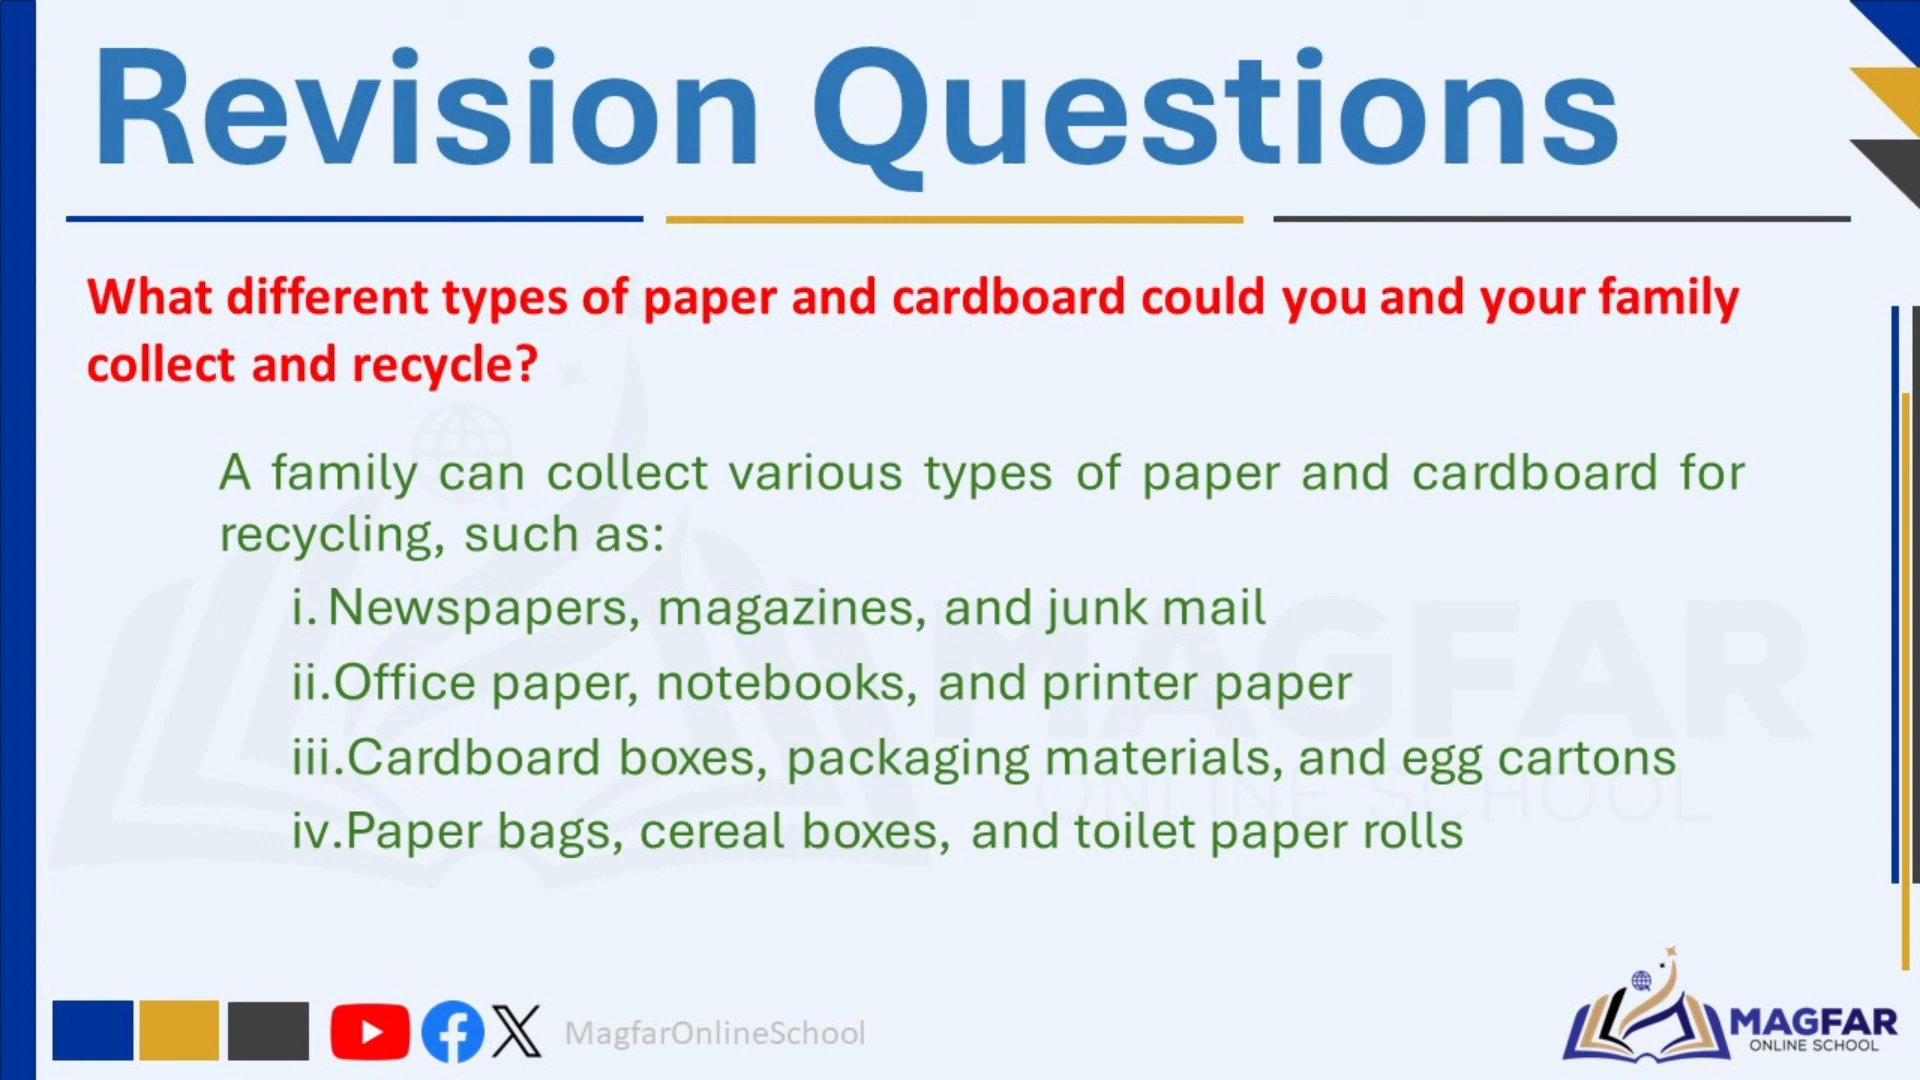 Revision Questions
What different types of paper and cardboard could you and your family
collect and recycle?
A family can collect various types of paper and cardboard for
recycling, such as:
i. Newspapers, magazines, and junk mail
ii.Office paper, notebooks, and printer paper
iii.Cardboard boxes, packaging materials, and egg cartons
iv.Paper bags, cereal boxes, and toilet paper rolls
MAGFAR
ONLINE SCHOOL
MagfarOnlineSchool
MAGFAR
ONLINE SCHOOL